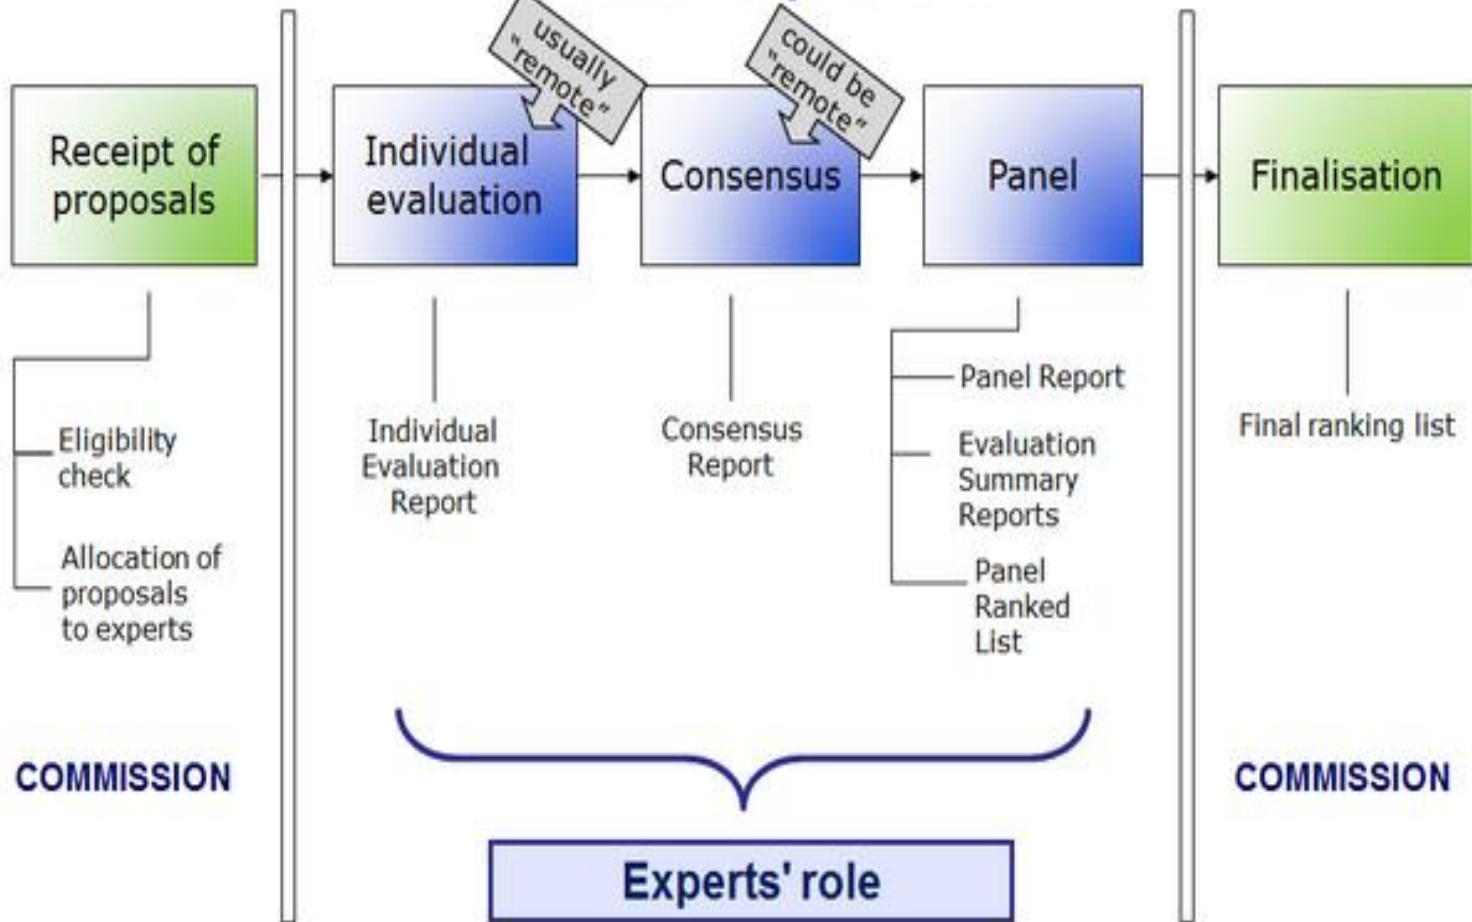 usually
"remote"
could be
"remote"
Receipt of
proposals
Individual
evaluation
Consensus
Panel
Finalisation
Eligibility
check
Allocation of
proposals
to experts
Individual
Evaluation
Report
Consensus
Report
Panel Report
Evaluation
Summary
Reports
Panel
Ranked
List
Final ranking list
COMMISSION
COMMISSION
Experts' role